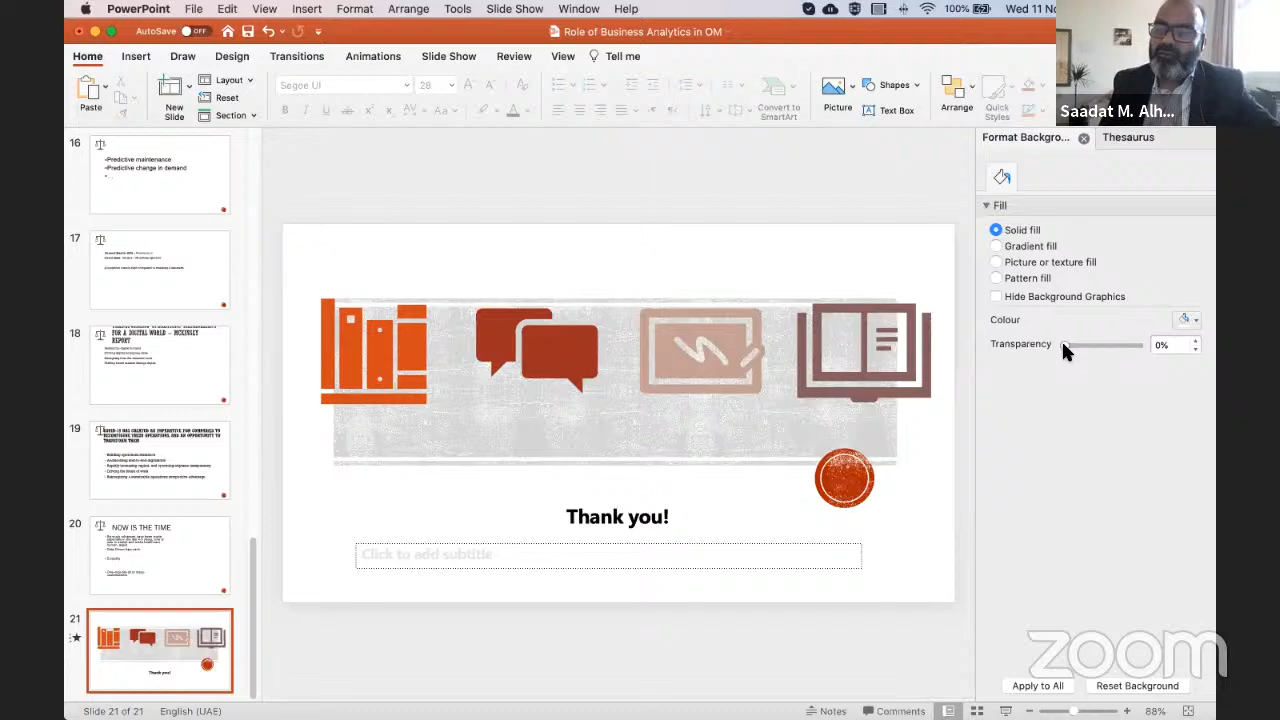 PowerPoint File Edit View Insert Format Arrange Tools Slide Show Window Help 100% Wed 11 No
AutoSave OFF Role of Business Analytics in OM
Home Insert Draw Design Transitions Animations Slide Show Review View Tell me
Paste
New
Slide
Layout
Reset
Section
Segoe UI 28
Convert to
SmartArt
Picture
Shapes
Text Box
Arrange
Quick
Styles
Saadat M. Alh...
Format Backgro... Thesaurus
Fill
Solid fill
Gradient fill
Picture or texture fill
Pattern fill
Hide Background Graphics
Colour
Transparency 0%
Apply to All Reset Background
16
•Predictive maintenance
•Predictive change in demand
17
18
FOR A DIGITAL WORLD – MCKINSEY
REPORT
19
20
NOW IS THE TIME
21
Thank you!
Thank you!
Click to add subtitle
zoom
Slide 21 of 21 English (UAE) Notes Comments 88%